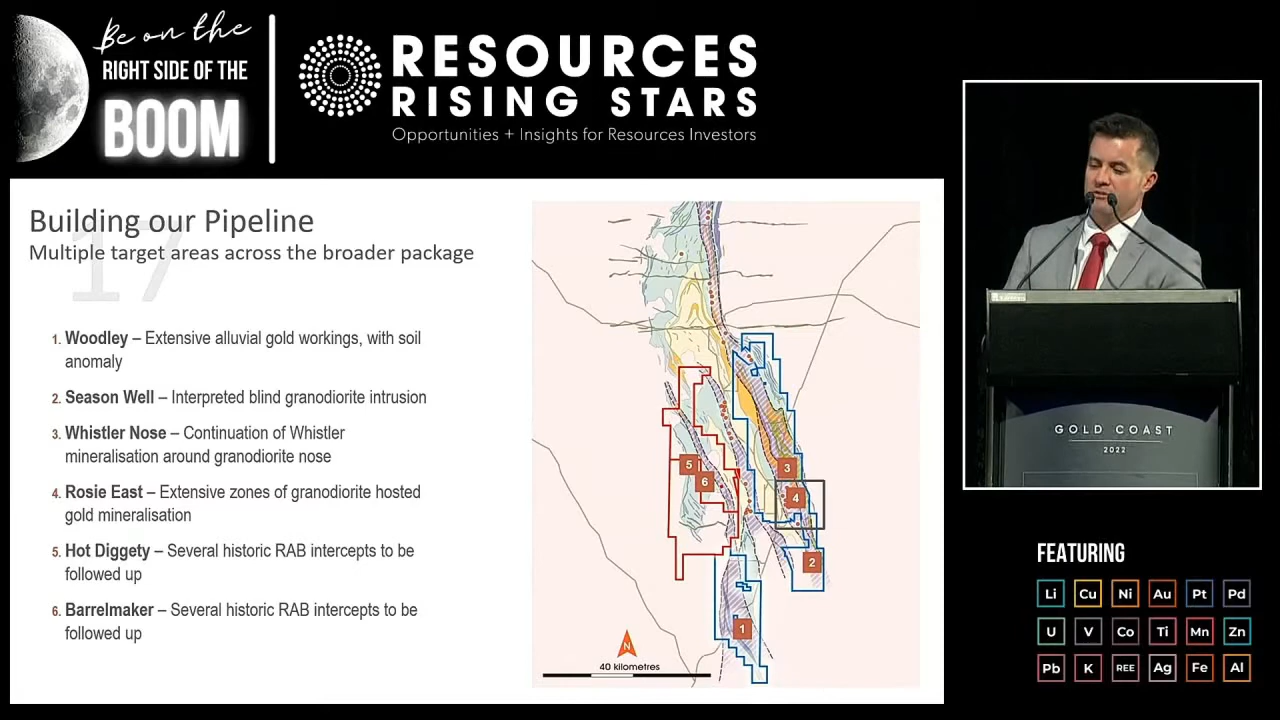 Be on the
RIGHT SIDE OF THE
BOOM
RESOURCES
RISING STARS
Opportunities + Insights for Resources Investors
17
Building our Pipeline
Multiple target areas across the broader package
1. Woodley – Extensive alluvial gold workings, with soil
anomaly
2. Season Well – Interpreted blind granodiorite intrusion
3. Whistler Nose – Continuation of Whistler
mineralisation around granodiorite nose
4. Rosie East – Extensive zones of granodiorite hosted
gold mineralisation
5. Hot Diggety – Several historic RAB intercepts to be
followed up
6. Barrelmaker – Several historic RAB intercepts to be
followed up
5
6
3
4
2
1
N
40 kilometres
GOLD COAST
2022
FEATURING
Li Cu Ni Au Pt Pd
U V Co Ti Mn Zn
Pb K REE Ag Fe Al